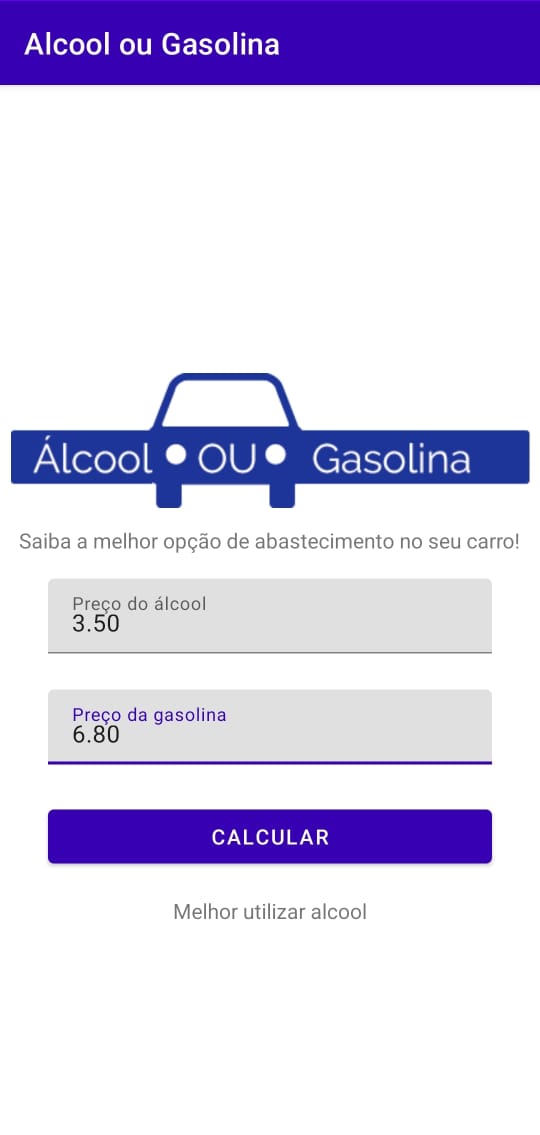 Alcool ou Gasolina
Álcool OU Gasolina
Saiba a melhor opção de abastecimento no seu carro!
Preço do álcool
3.50
Preço da gasolina
6.80
CALCULAR
Melhor utilizar alcool